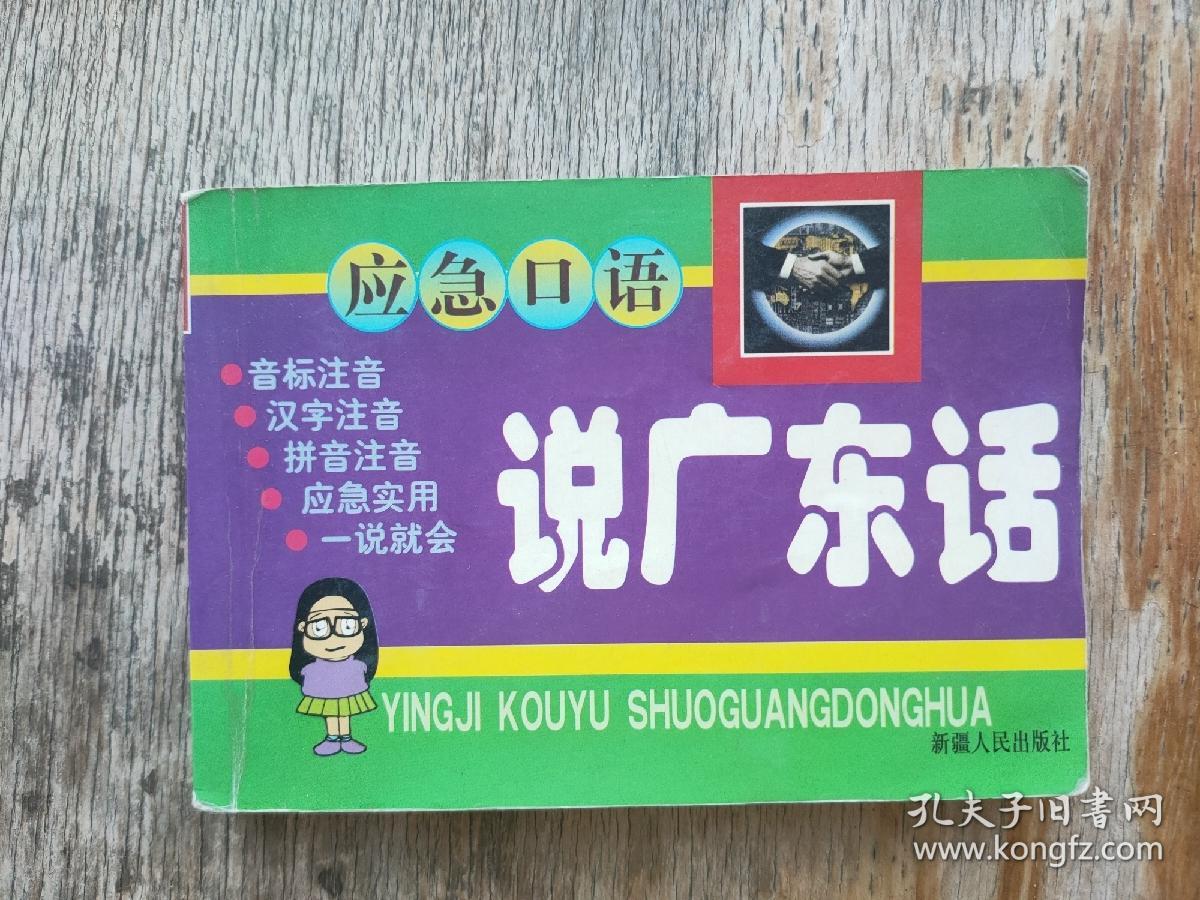 应急口语
音标注音
汉字注音
拼音注音
应急实用
一说就会
说广东话
YINGJI KOUYU SHUOGUANGDONGHUA
新疆人民出版社
孔夫子旧书网
www.kongfz.com